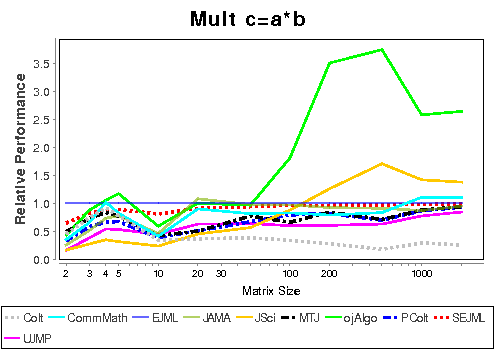 Mult c=a*b
Relative Performance
3.5
3.0
2.5
2.0
1.5
1.0
0.5
0.0
2 3 4 5 10 20 30 100 200 1000
Matrix Size
Colt CommMath EJML JAMA JSci MTJ ojAlgo PColt SEJML
UJMP